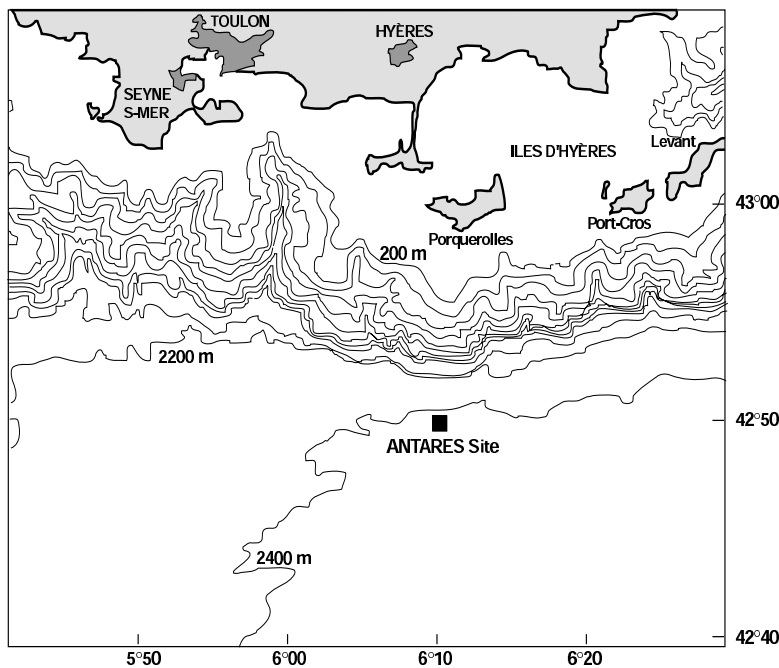 TOULON
HYÈRES
SEYNE
S-MER
ILES D'HYÈRES
Levant
43°00
Port-Cros
Porquerolles
200 m
2200 m
42°50
ANTARES Site
2400 m
42°40
5°50
6°00
6°10
6°20